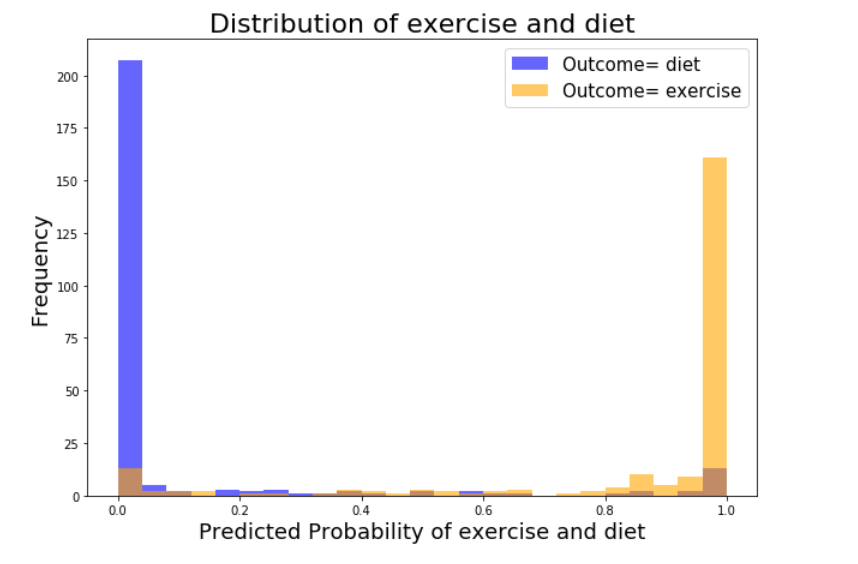 Distribution of exercise and diet
Outcome= diet
Outcome= exercise
Frequency
200
175
150
125
100
75
50
25
0
0.0 0.2 0.4 0.6 0.8 1.0
Predicted Probability of exercise and diet